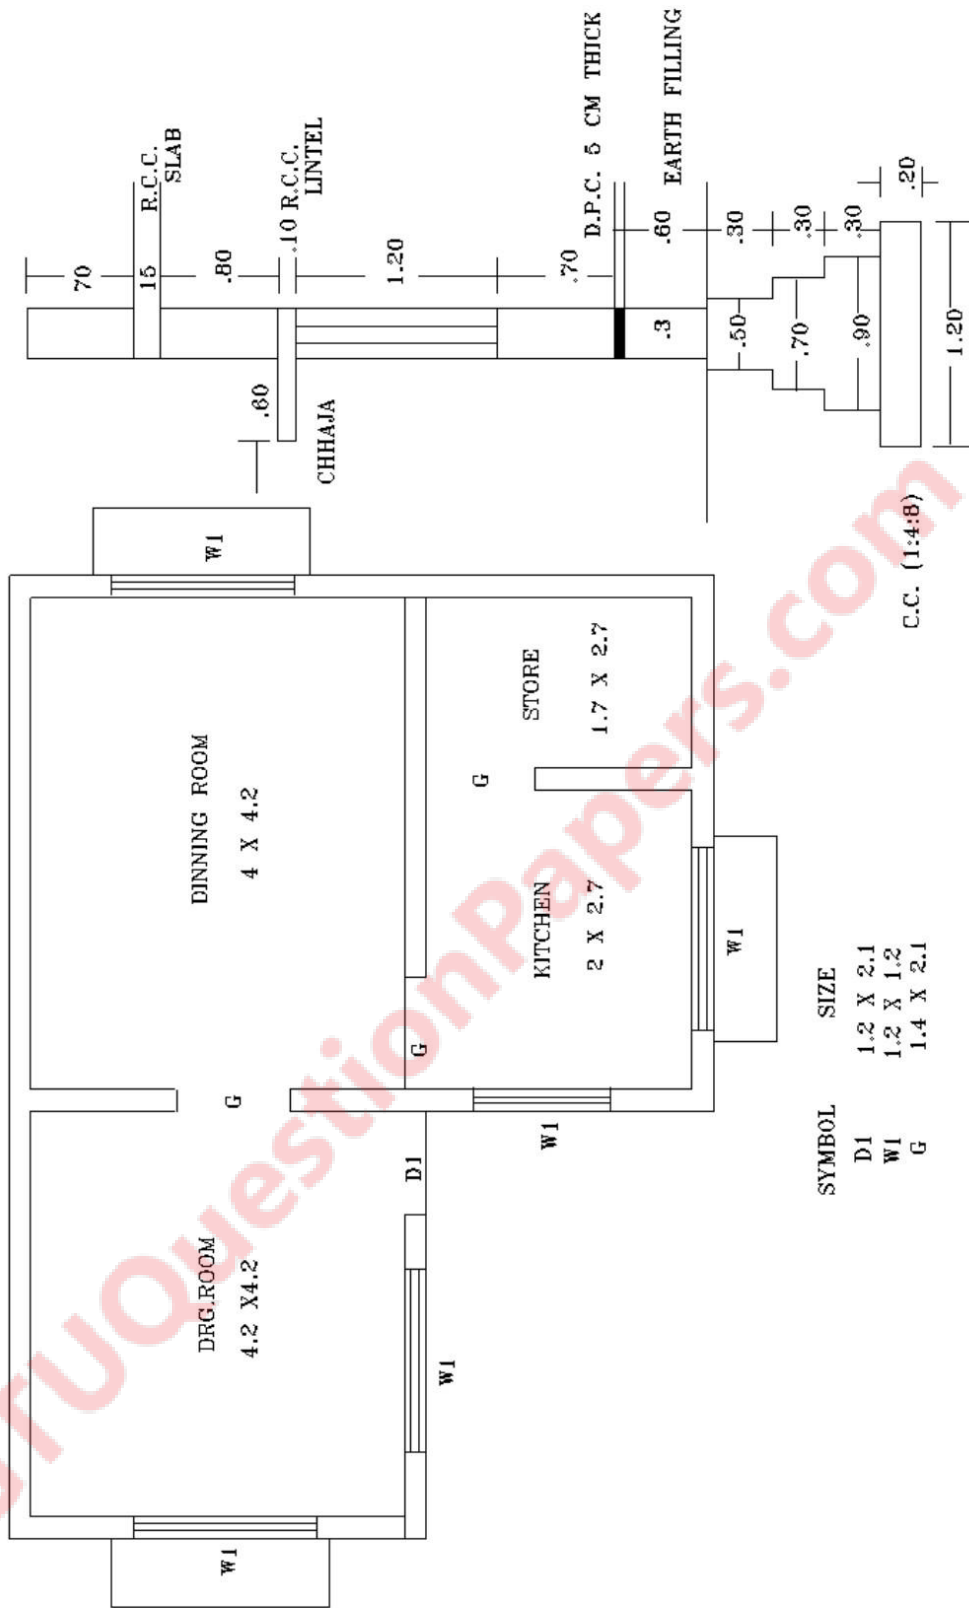 DRG.ROOM
4.2 X4.2
DINNING ROOM
4 X 4.2
KITCHEN
2 X 2.7
STORE
1.7 X 2.7
W1
W1
D1
G
G
W1
G
W1
W1
SYMBOL SIZE
D1 1.2 X 2.1
W1 1.2 X 1.2
G 1.4 X 2.1
70
15
R.C.C.
SLAB
.80
.60
.10 R.C.C.
LINTEL
CHHAJA
1.20
.70
D.P.C. 5 CM THICK
.3
.60
EARTH FILLING
.50
.30
.70
.30
.90
.30
.20
1.20
C.C. (1:4:8)
TUQuestionPapers.com